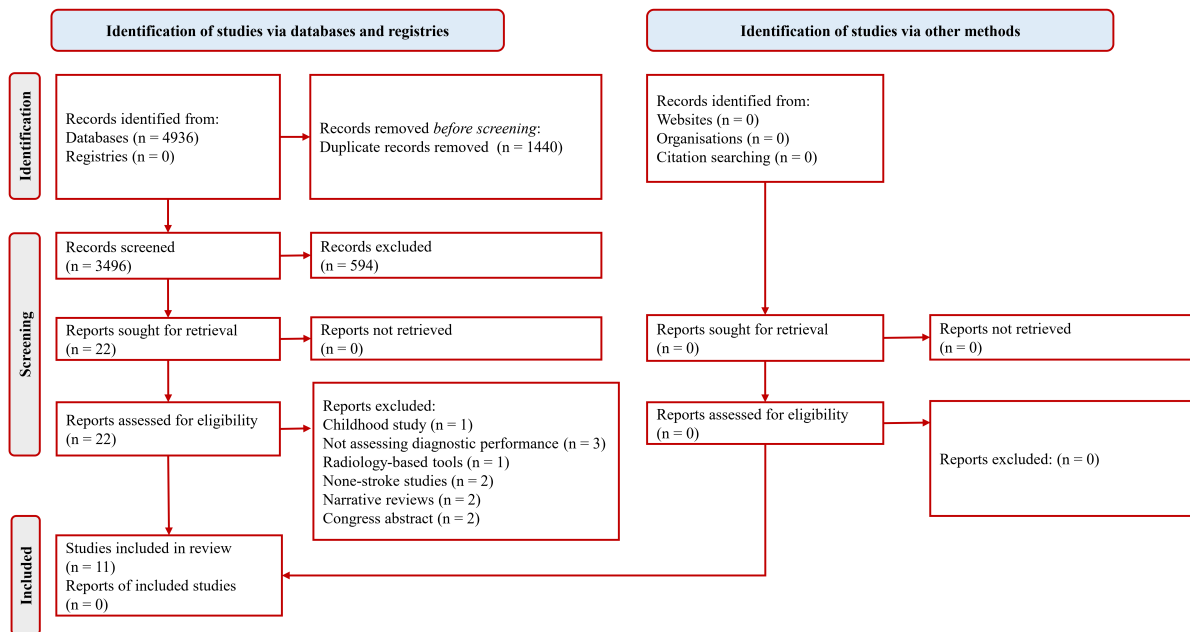 Identification of studies via databases and registries
Identification of studies via other methods
Identification
Records identified from:
Databases (n = 4936)
Registries (n = 0)
Records removed before screening:
Duplicate records removed (n = 1440)
Records identified from:
Websites (n = 0)
Organisations (n = 0)
Citation searching (n = 0)
Screening
Records screened
(n = 3496)
Records excluded
(n = 594)
Reports sought for retrieval
(n = 22)
Reports not retrieved
(n = 0)
Reports sought for retrieval
(n = 0)
Reports not retrieved
(n = 0)
Reports assessed for eligibility
(n = 22)
Reports excluded:
Childhood study (n = 1)
Not assessing diagnostic performance (n = 3)
Radiology-based tools (n = 1)
None-stroke studies (n = 2)
Narrative reviews (n = 2)
Congress abstract (n = 2)
Reports assessed for eligibility
(n = 0)
Reports excluded: (n = 0)
Included
Studies included in review
(n = 11)
Reports of included studies
(n = 0)